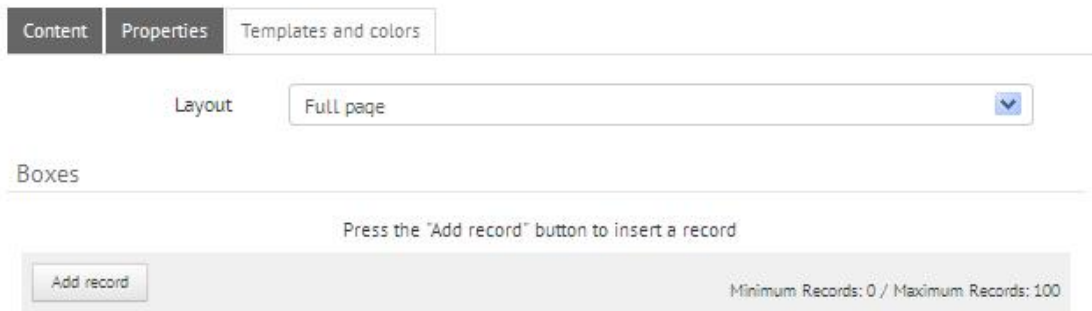 Content Properties Templates and colors
Layout Full page
Boxes
Press the "Add record" button to insert a record
Add record Minimum Records: 0 / Maximum Records: 100